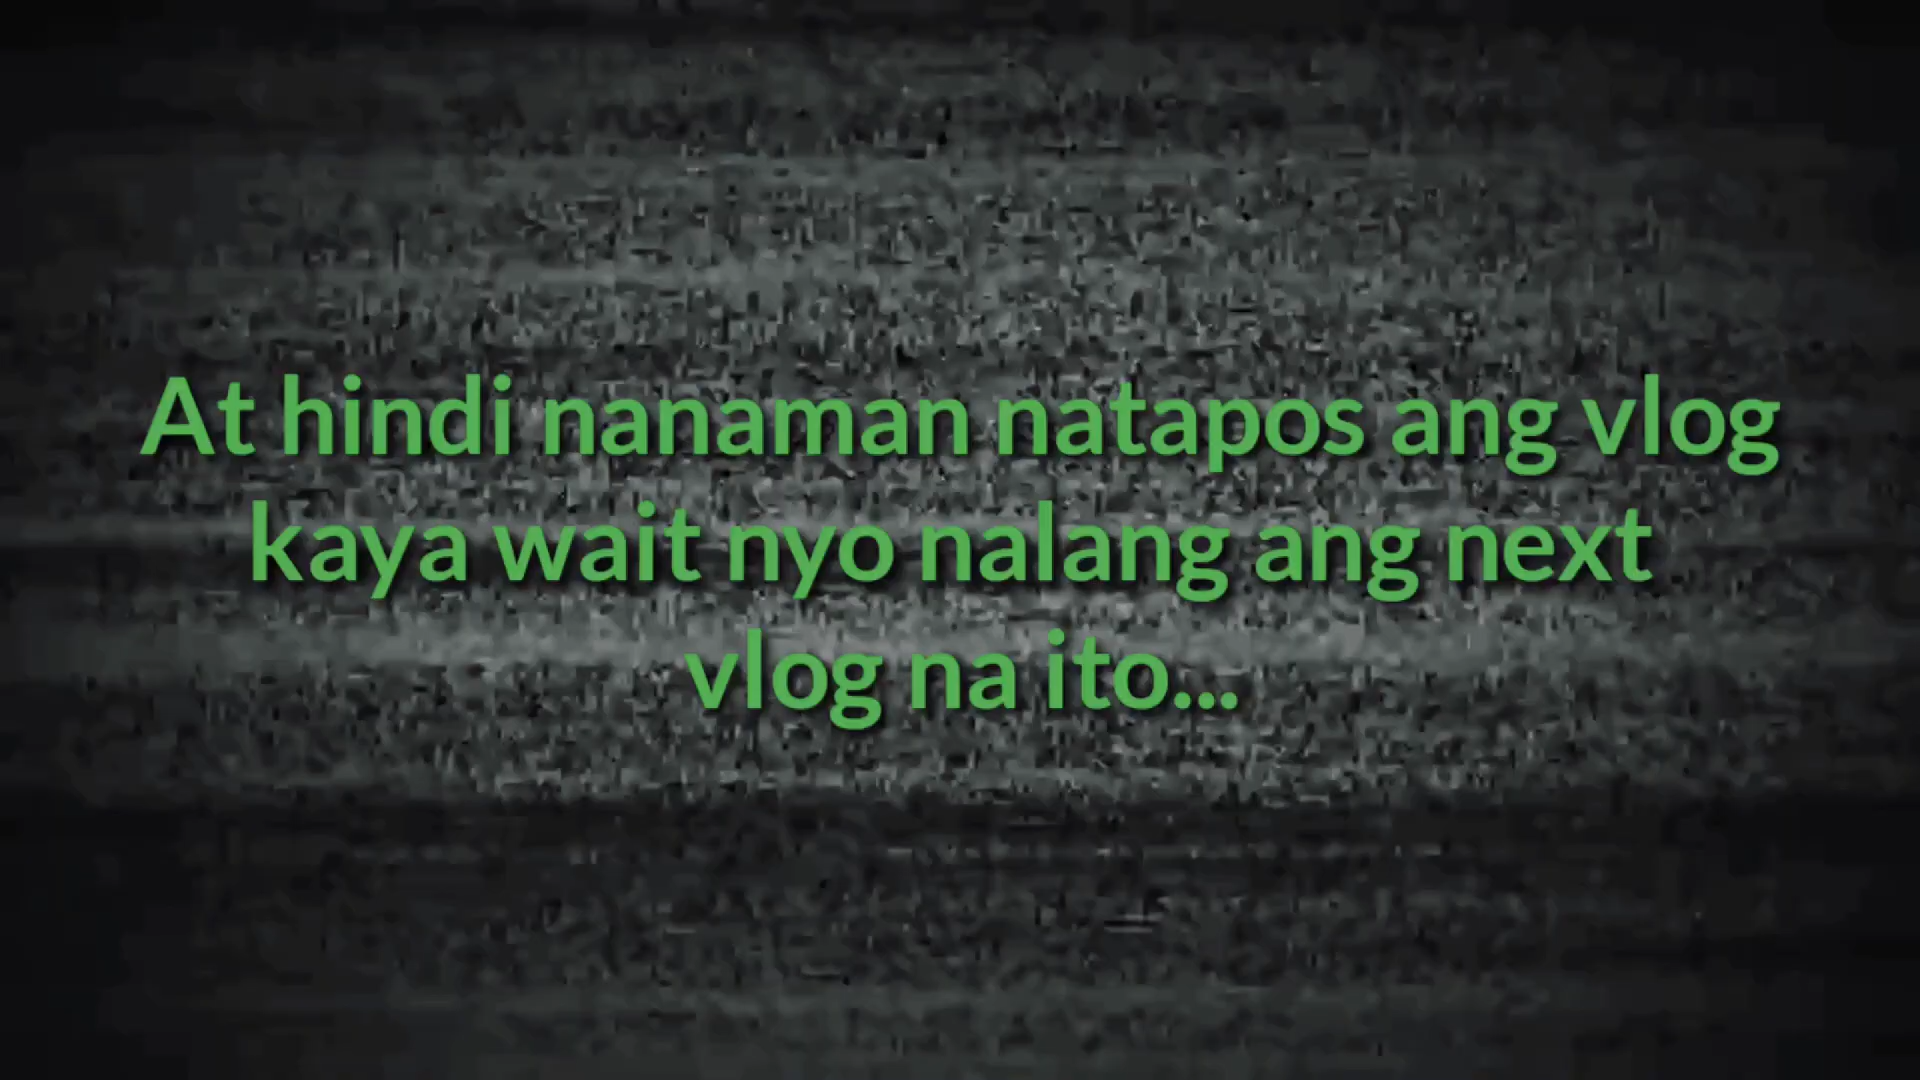 At hindi nanaman natapos ang vlog
kaya wait nyo nalang ang next
vlog na ito...